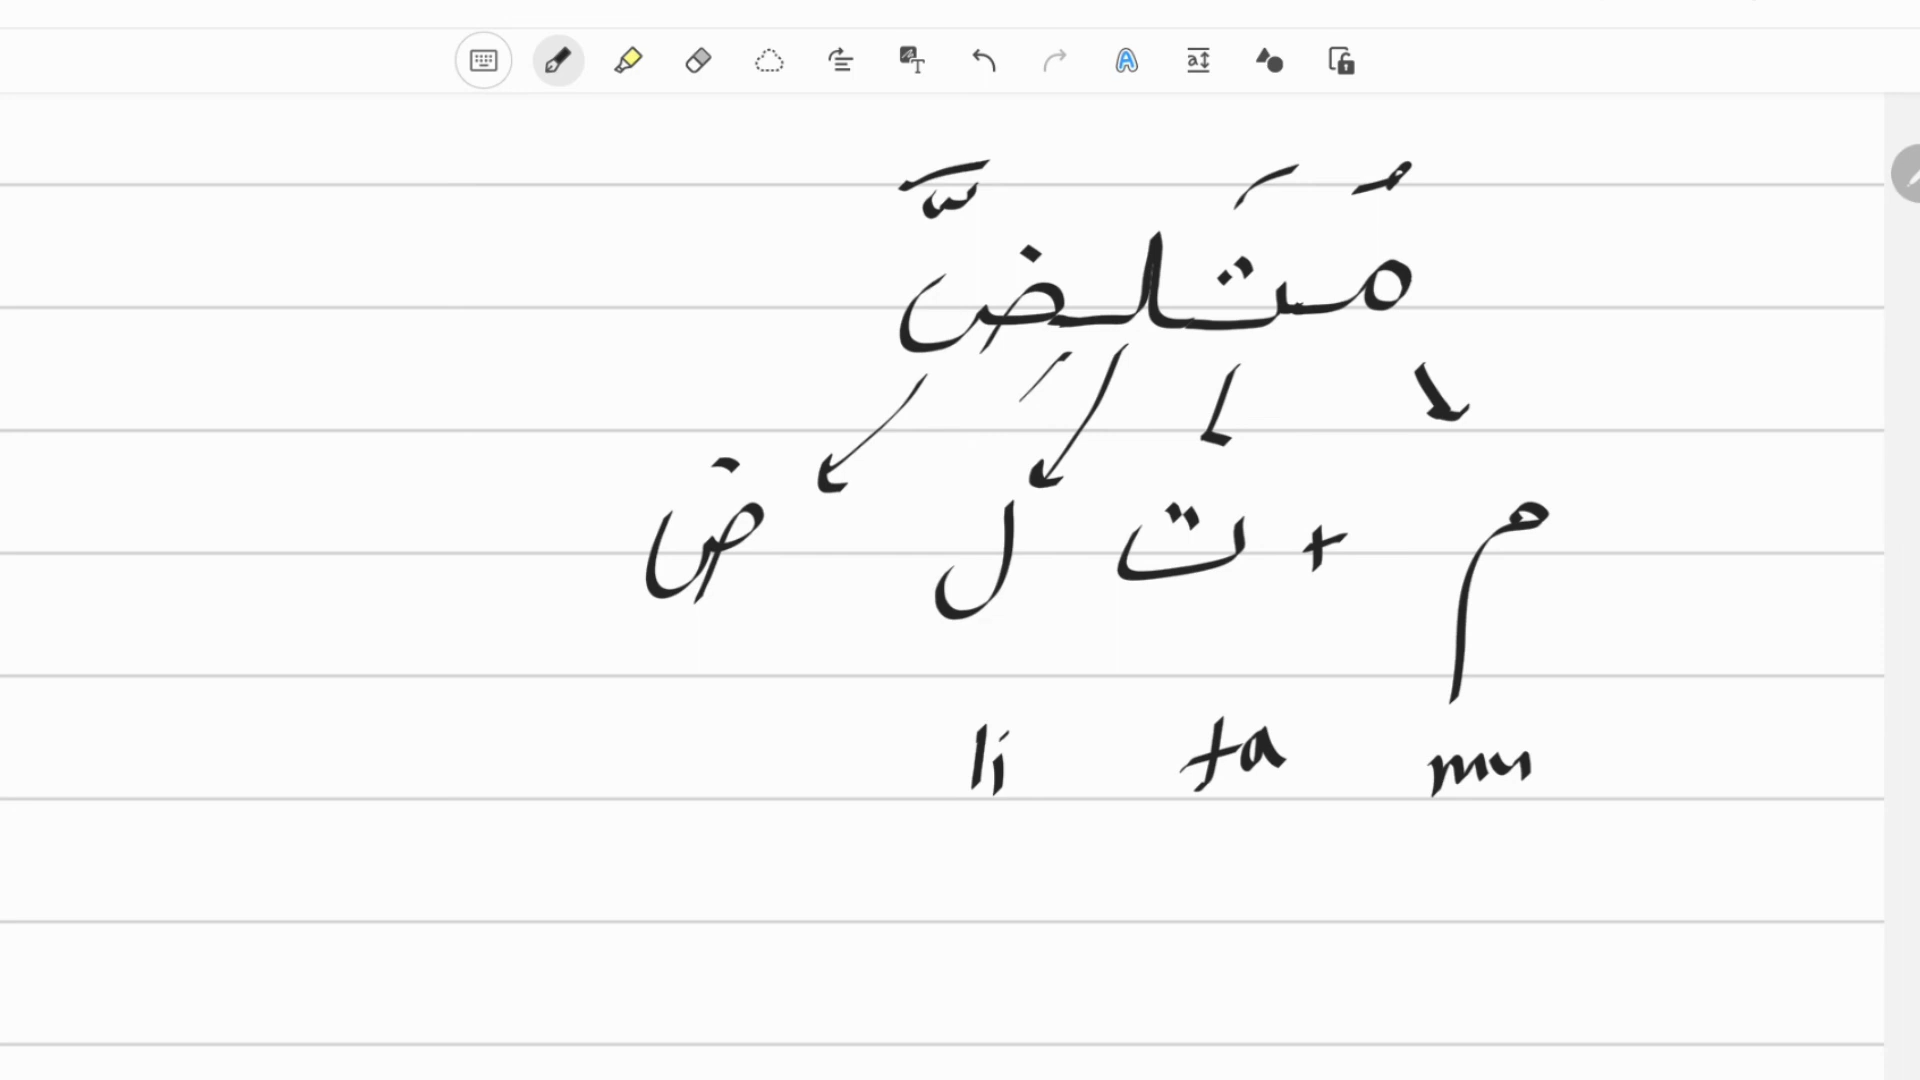 مُتَلِضَّ
م + ت ل ض
mu ta li